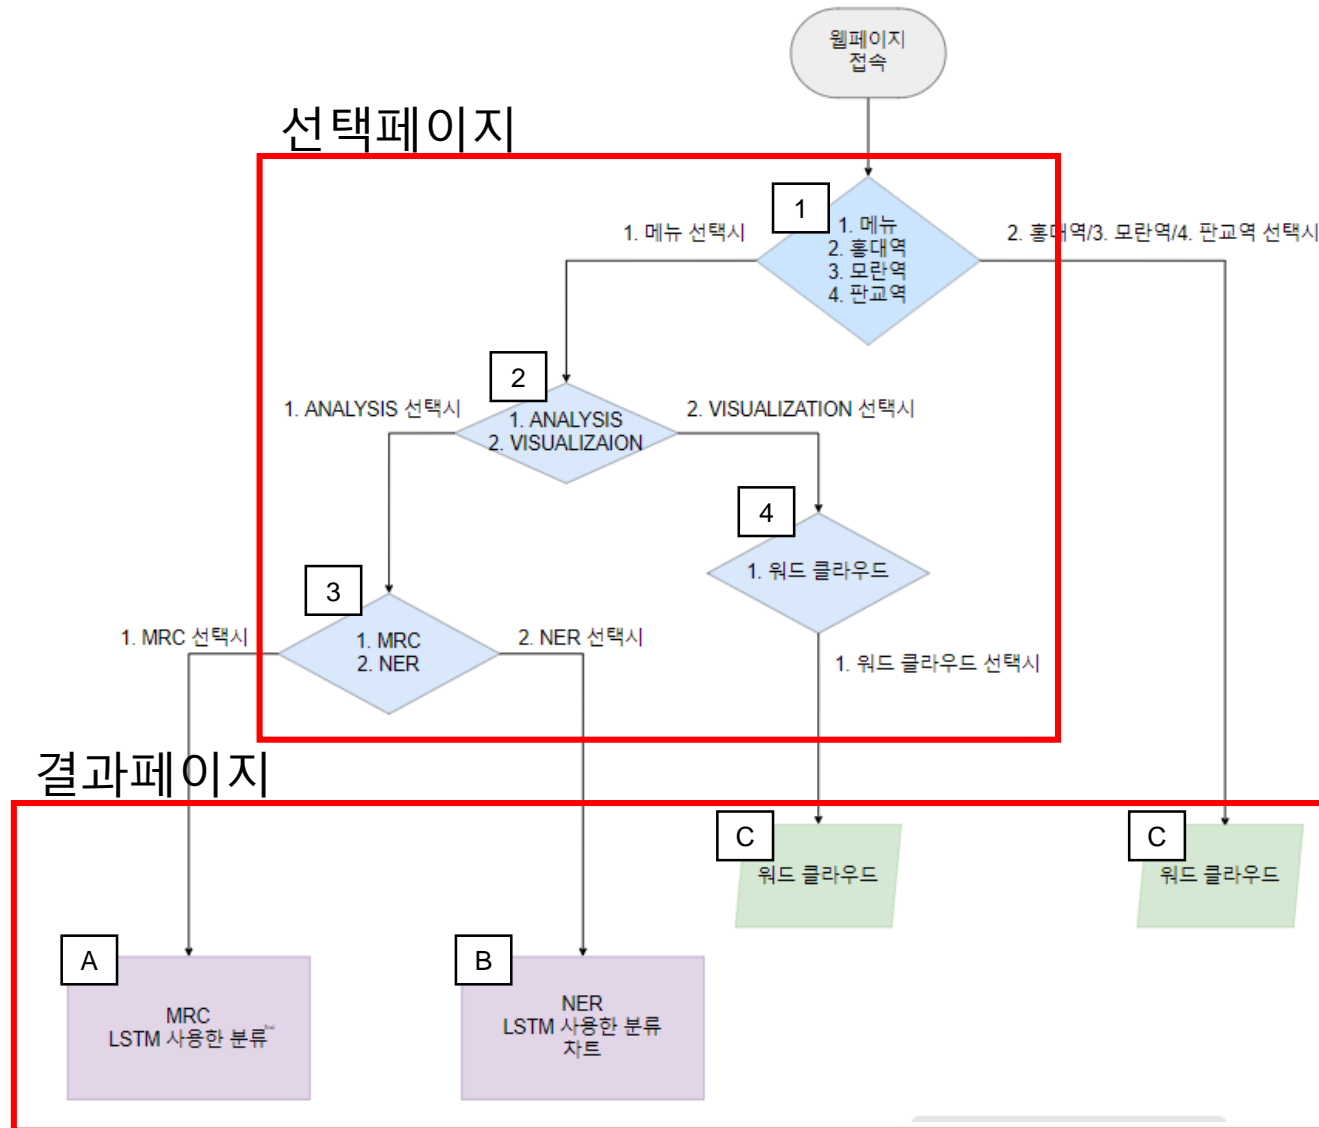 웹페이지
접속
선택페이지
1
1. 메뉴
2. 홍대역
3. 모란역
4. 판교역
1. 메뉴 선택시
2. 홍대역/3. 모란역/4. 판교역 선택시
2
1. ANALYSIS
2. VISUALIZAION
1. ANALYSIS 선택시
2. VISUALIZATION 선택시
4
1. 워드 클라우드
3
1. MRC
2. NER
1. MRC 선택시
2. NER 선택시
1. 워드 클라우드 선택시
결과페이지
C
워드 클라우드
C
워드 클라우드
A
MRC
LSTM 사용한 분류
B
NER
LSTM 사용한 분류
차트